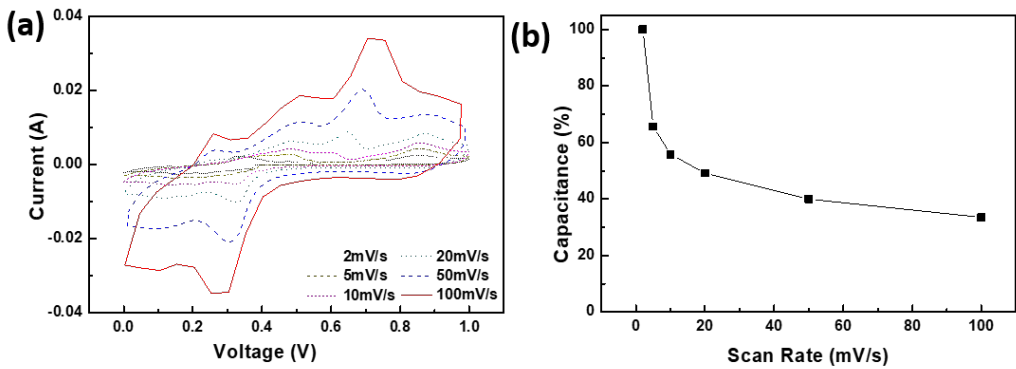 (a)
0.04
0.02
0.00
-0.02
-0.04
Current (A)
0.0 0.2 0.4 0.6 0.8 1.0
Voltage (V)
2mV/s 20mV/s
5mV/s 50mV/s
10mV/s 100mV/s
(b)
100
80
60
40
20
0
Capacitance (%)
0 20 40 60 80 100
Scan Rate (mV/s)